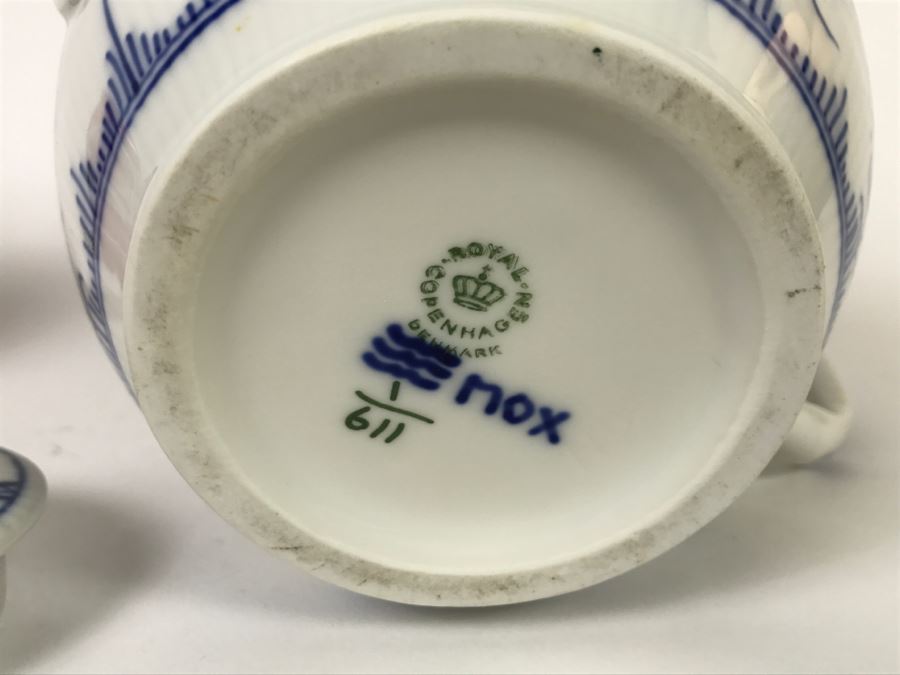 ROYAL
COPENHAGEN
DENMARK
mox
1
611